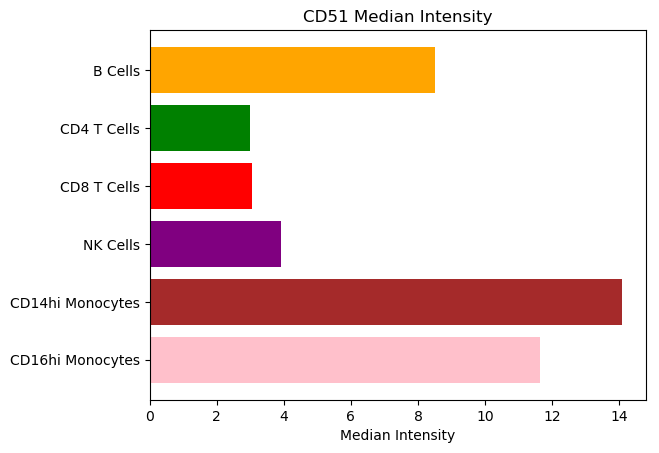 CD51 Median Intensity
B Cells
CD4 T Cells
CD8 T Cells
NK Cells
CD14hi Monocytes
CD16hi Monocytes
0 2 4 6 8 10 12 14
Median Intensity